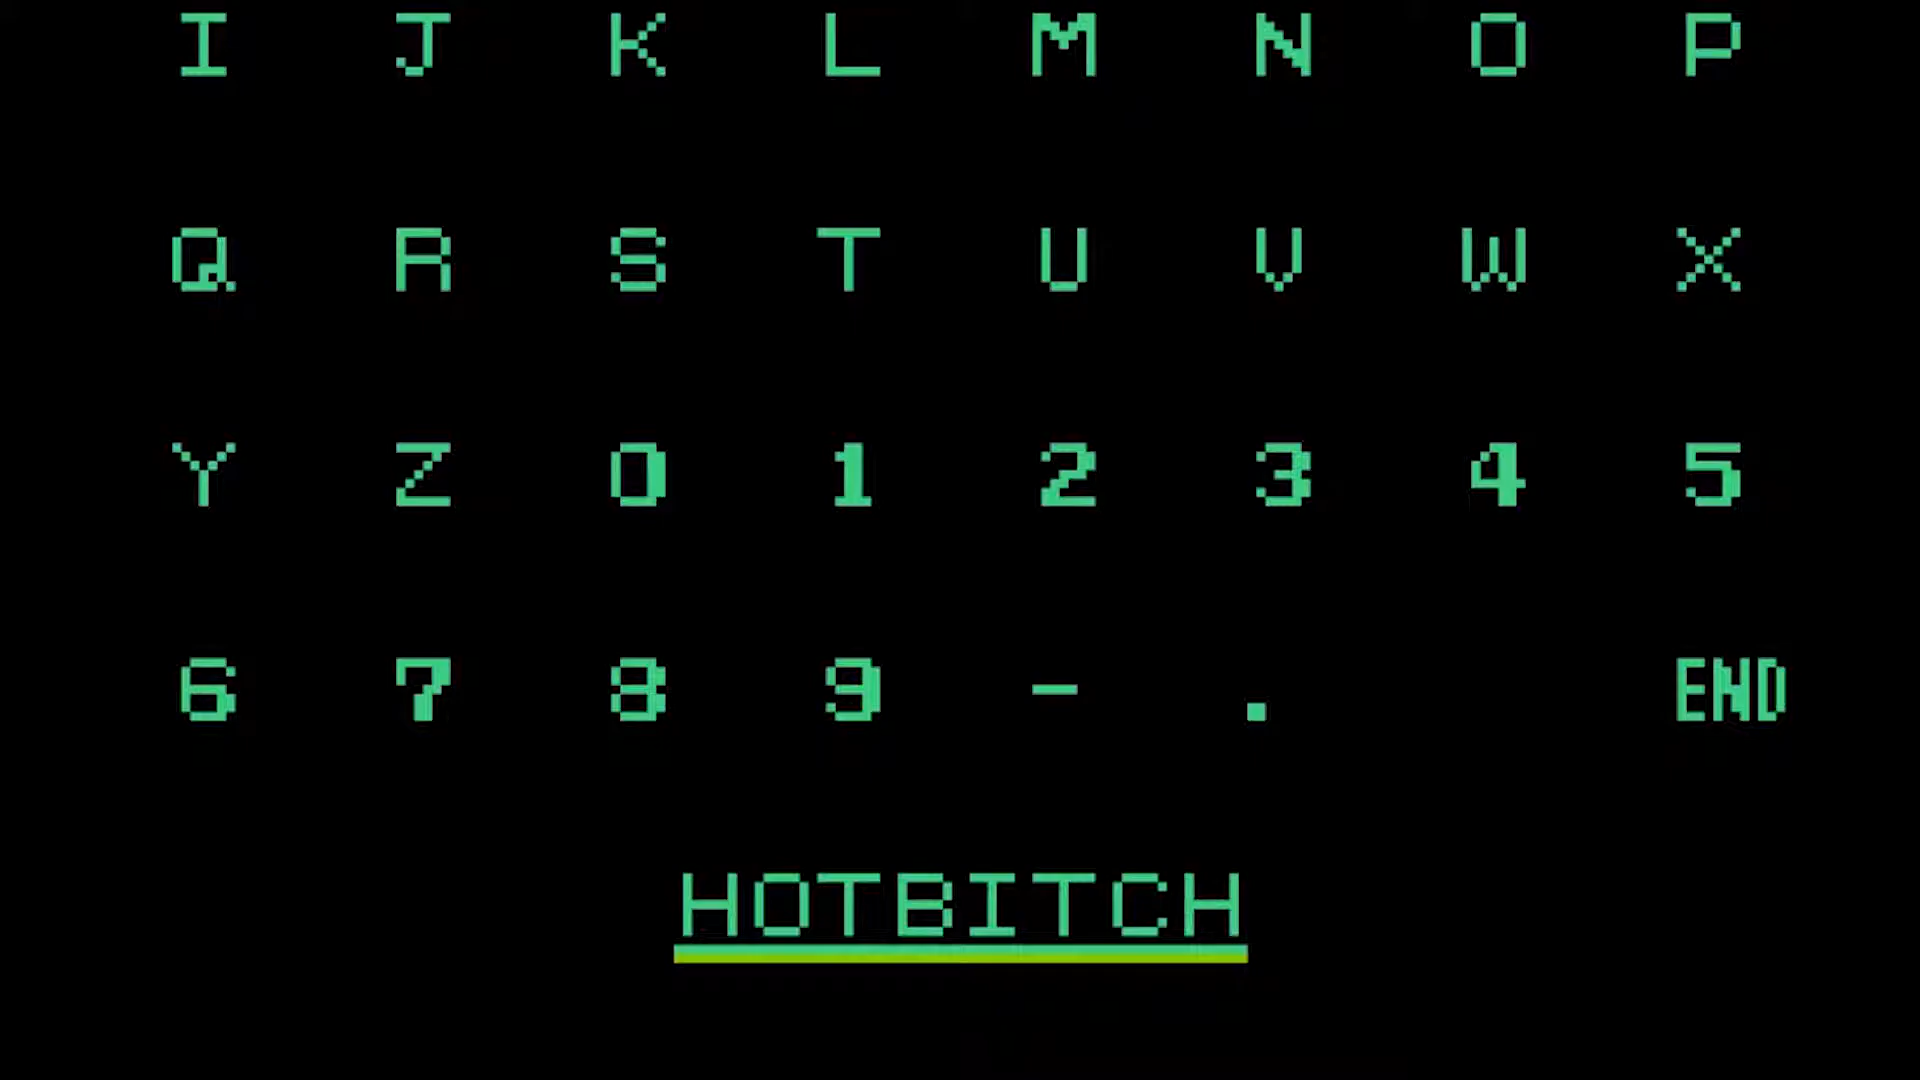 I J K L M N O P
Q R S T U V W X
Y Z 0 1 2 3 4 5
6 7 8 9 - . END
HOTBITCH